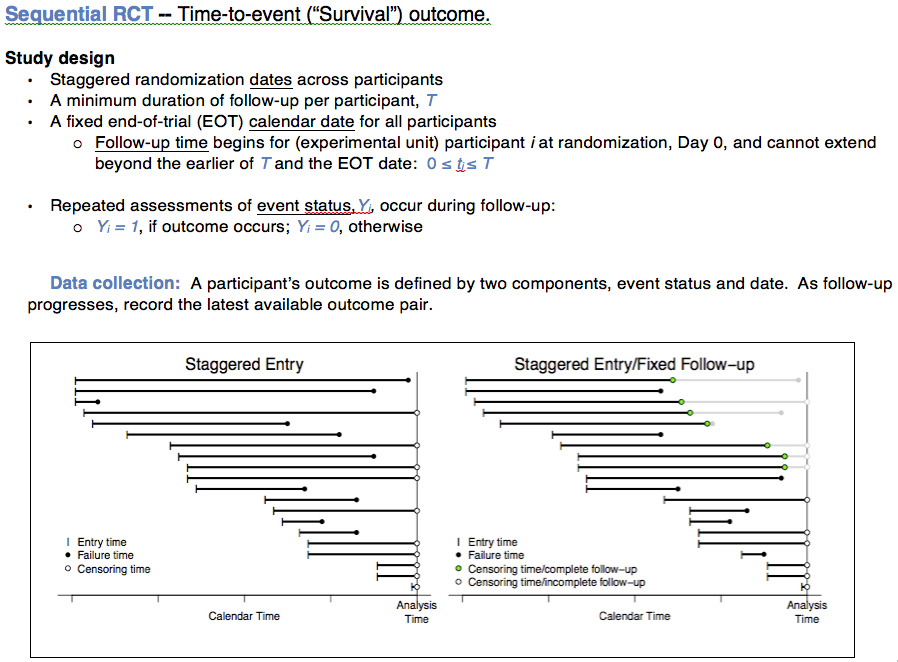 Sequential RCT -- Time-to-event (“Survival”) outcome.
Study design
• Staggered randomization dates across participants
• A minimum duration of follow-up per participant, T
• A fixed end-of-trial (EOT) calendar date for all participants
o Follow-up time begins for (experimental unit) participant i at randomization, Day 0, and cannot extend
beyond the earlier of T and the EOT date: 0 ≤ ti≤ T
• Repeated assessments of event status, Yi, occur during follow-up:
o Yi = 1, if outcome occurs; Yi = 0, otherwise
Data collection: A participant’s outcome is defined by two components, event status and date. As follow-up
progresses, record the latest available outcome pair.
Staggered Entry
| Entry time
• Failure time
o Censoring time
Calendar Time
Analysis
Time
Staggered Entry/Fixed Follow-up
| Entry time
• Failure time
o Censoring time/complete follow-up
o Censoring time/incomplete follow-up
Calendar Time
Analysis
Time